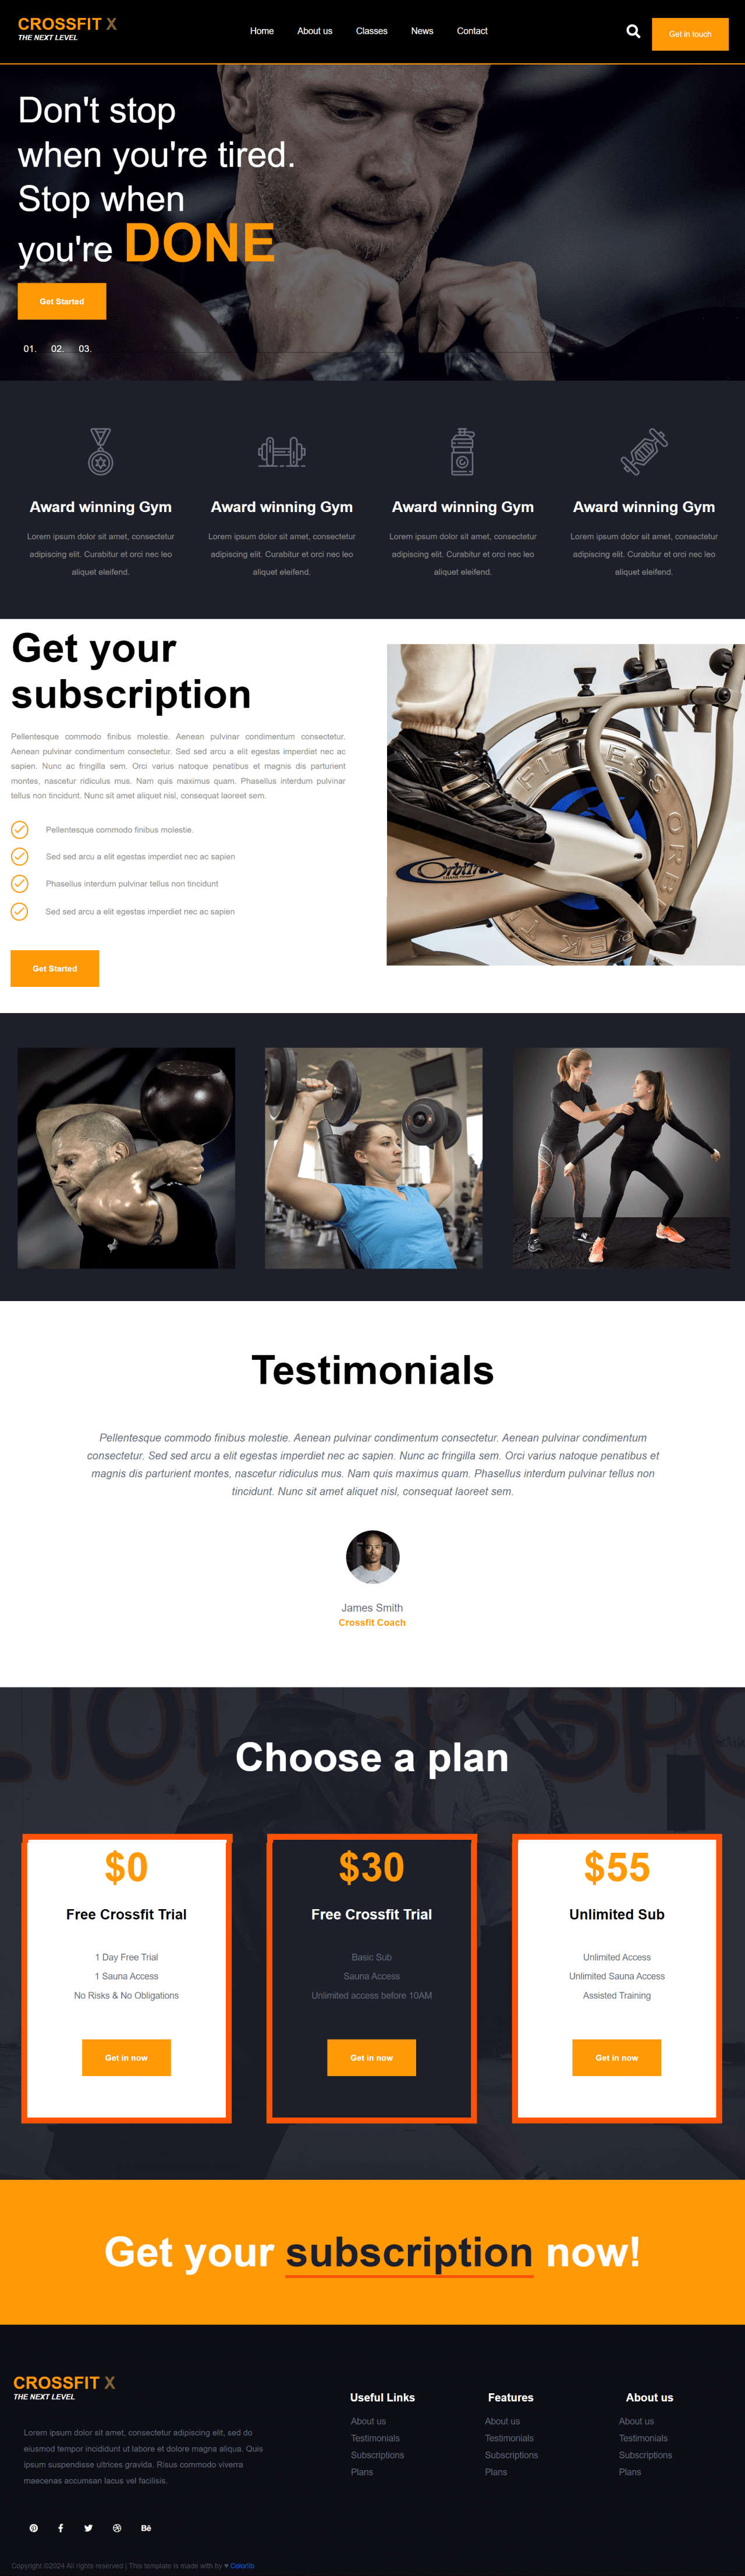 CROSSFIT X
THE NEXT LEVEL
Home About us Classes News Contact
Get in touch
Don't stop
when you're tired.
Stop when
you're DONE
Get Started
01. 02. 03.
Award winning Gym
Lorem ipsum dolor sit amet, consectetur
adipiscing elit. Curabitur et orci nec leo
aliquet eleifend.
Award winning Gym
Lorem ipsum dolor sit amet, consectetur
adipiscing elit. Curabitur et orci nec leo
aliquet eleifend.
Award winning Gym
Lorem ipsum dolor sit amet, consectetur
adipiscing elit. Curabitur et orci nec leo
aliquet eleifend.
Award winning Gym
Lorem ipsum dolor sit amet, consectetur
adipiscing elit. Curabitur et orci nec leo
aliquet eleifend.
Get your
subscription
Pellentesque commodo finibus molestie. Aenean pulvinar condimentum consectetur.
Aenean pulvinar condimentum consectetur. Sed sed arcu a elit egestas imperdiet nec ac
sapien. Nunc ac fringilla sem. Orci varius natoque penatibus et magnis dis parturient
montes, nascetur ridiculus mus. Nam quis maximus quam. Phasellus interdum pulvinar
tellus non tincidunt. Nunc sit amet aliquet nisl, consequat laoreet sem.
Pellentesque commodo finibus molestie.
Sed sed arcu a elit egestas imperdiet nec ac sapien
Phasellus interdum pulvinar tellus non tincidunt
Sed sed arcu a elit egestas imperdiet nec ac sapien
Get Started
Testimonials
Pellentesque commodo finibus molestie. Aenean pulvinar condimentum consectetur. Aenean pulvinar condimentum
consectetur. Sed sed arcu a elit egestas imperdiet nec ac sapien. Nunc ac fringilla sem. Orci varius natoque penatibus et
magnis dis parturient montes, nascetur ridiculus mus. Nam quis maximus quam. Phasellus interdum pulvinar tellus non
tincidunt. Nunc sit amet aliquet nisl, consequat laoreet sem.
James Smith
Crossfit Coach
Choose a plan
$0
Free Crossfit Trial
1 Day Free Trial
1 Sauna Access
No Risks & No Obligations
Get in now
$30
Free Crossfit Trial
Basic Sub
Sauna Access
Unlimited access before 10AM
Get in now
$55
Unlimited Sub
Unlimited Access
Unlimited Sauna Access
Assisted Training
Get in now
Get your subscription now!
CROSSFIT X
THE NEXT LEVEL
Lorem ipsum dolor sit amet, consectetur adipiscing elit, sed do
eiusmod tempor incididunt ut labore et dolore magna aliqua. Quis
ipsum suspendisse ultrices gravida. Risus commodo viverra
maecenas accumsan lacus vel facilisis.
Useful Links
About us
Testimonials
Subscriptions
Plans
Features
About us
Testimonials
Subscriptions
Plans
About us
About us
Testimonials
Subscriptions
Plans
Copyright ©2024 All rights reserved | This template is made with by ♥ Colorlib